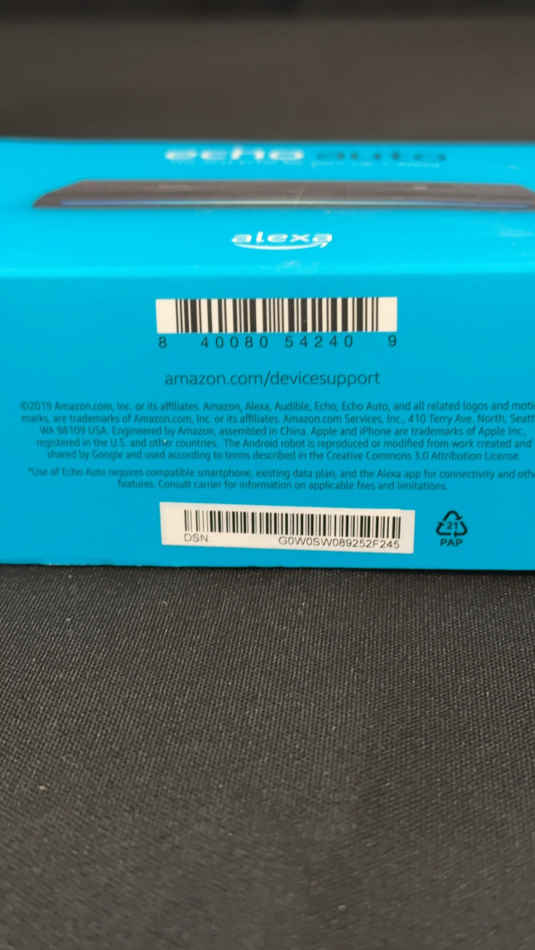 echo auto
alexa
8 40080 54240 9
amazon.com/devicesupport
©2019 Amazon.com, Inc. or its affiliates. Amazon, Alexa, Audible, Echo, Echo Auto, and all related logos and moti
marks, are trademarks of Amazon.com, Inc. or its affiliates. Amazon.com Services, Inc., 410 Terry Ave. North, Seatt
WA 98109 USA. Engineered by Amazon, assembled in China. Apple and iPhone are trademarks of Apple Inc.
registered in the U.S. and other countries. The Android robot is reproduced or modified from work created and
shared by Google and used according to terms described in the Creative Commons 3.0 Attribution License.
*Use of Echo Auto requires compatible smartphone, existing data plan, and the Alexa app for connectivity and othe
features. Consult carrier for information on applicable fees and limitations.
DSN G0W0SW089252F245
21
PAP